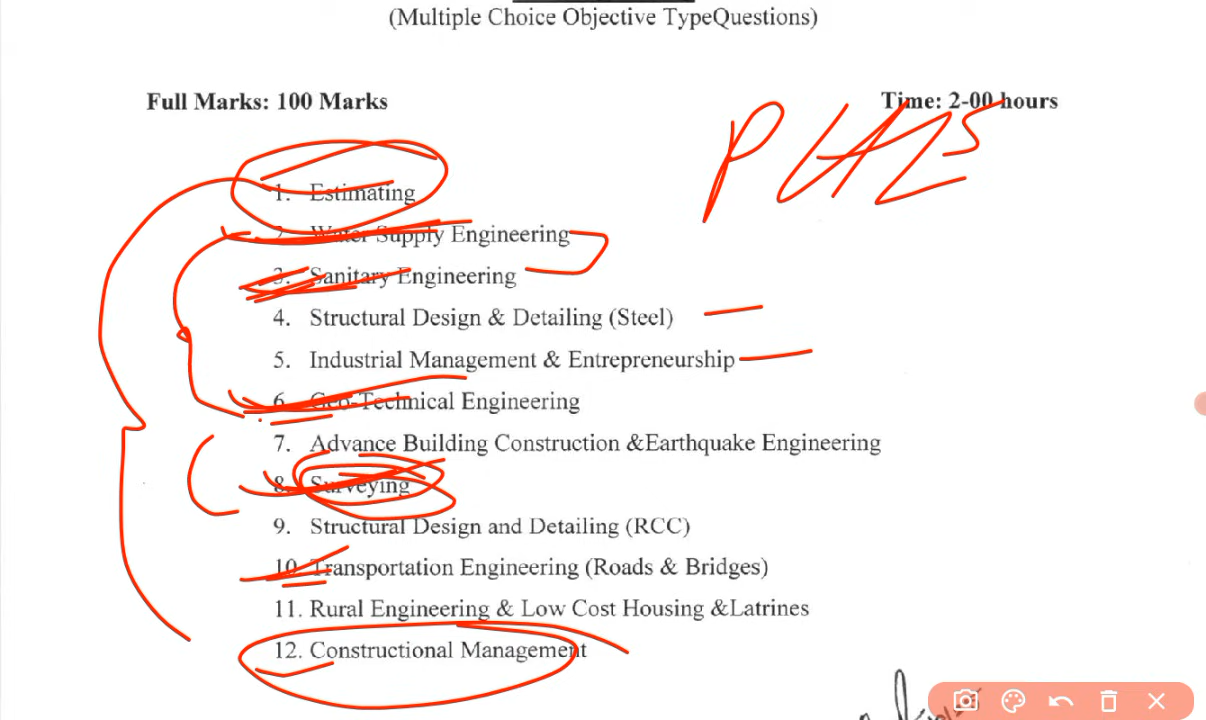 (Multiple Choice Objective TypeQuestions)
Full Marks: 100 Marks
Time: 2-00 hours
1. Estimating
2. Water Supply Engineering
3. Sanitary Engineering
4. Structural Design & Detailing (Steel)
5. Industrial Management & Entrepreneurship
6. Geo-Technical Engineering
7. Advance Building Construction &Earthquake Engineering
8. Surveying
9. Structural Design and Detailing (RCC)
10. Transportation Engineering (Roads & Bridges)
11. Rural Engineering & Low Cost Housing &Latrines
12. Constructional Management